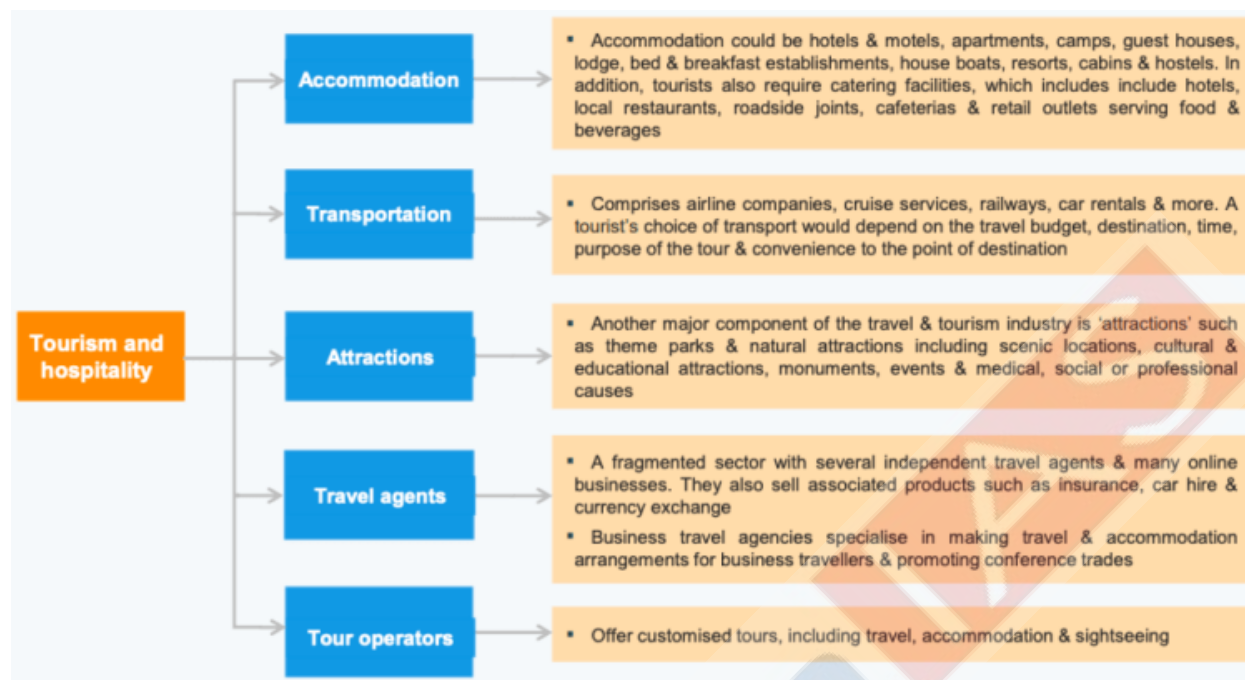 Tourism and
hospitality
Accommodation
▪ Accommodation could be hotels & motels, apartments, camps, guest houses,
lodge, bed & breakfast establishments, house boats, resorts, cabins & hostels. In
addition, tourists also require catering facilities, which includes include hotels,
local restaurants, roadside joints, cafeterias & retail outlets serving food &
beverages
Transportation
▪ Comprises airline companies, cruise services, railways, car rentals & more. A
tourist's choice of transport would depend on the travel budget, destination, time,
purpose of the tour & convenience to the point of destination
Attractions
▪ Another major component of the travel & tourism industry is 'attractions' such
as theme parks & natural attractions including scenic locations, cultural &
educational attractions, monuments, events & medical, social or professional
causes
Travel agents
▪ A fragmented sector with several independent travel agents & many online
businesses. They also sell associated products such as insurance, car hire &
currency exchange
▪ Business travel agencies specialise in making travel & accommodation
arrangements for business travellers & promoting conference trades
Tour operators
▪ Offer customised tours, including travel, accommodation & sightseeing
IAS